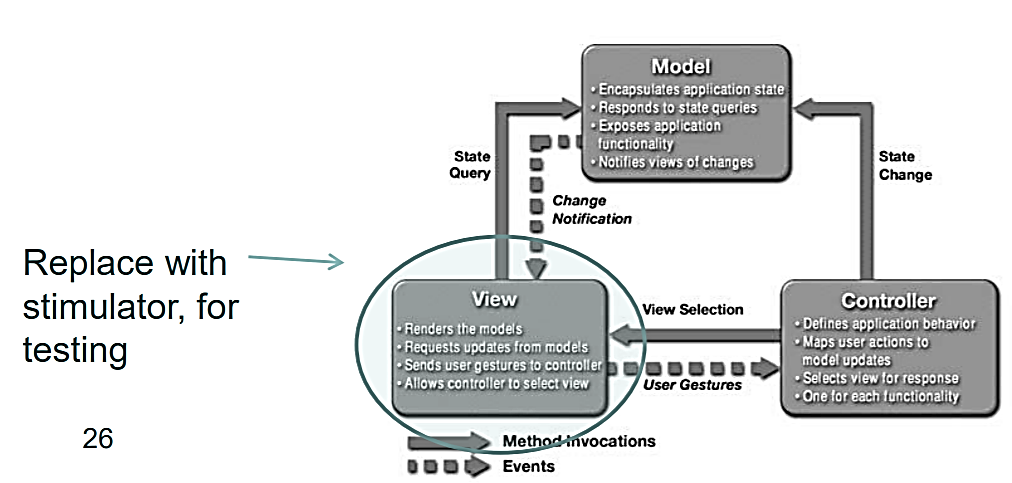 Model
• Encapsulates application state
• Responds to state queries
• Exposes application
functionality
• Notifies views of changes
State
Query
State
Change
Change
Notification
Replace with
stimulator, for
testing
View
• Renders the models
• Requests updates from models
• Sends user gestures to controller
• Allows controller to select view
View Selection
User Gestures
Controller
• Defines application behavior
• Maps user actions to
model updates
• Selects view for response
• One for each functionality
26
Method Invocations
Events